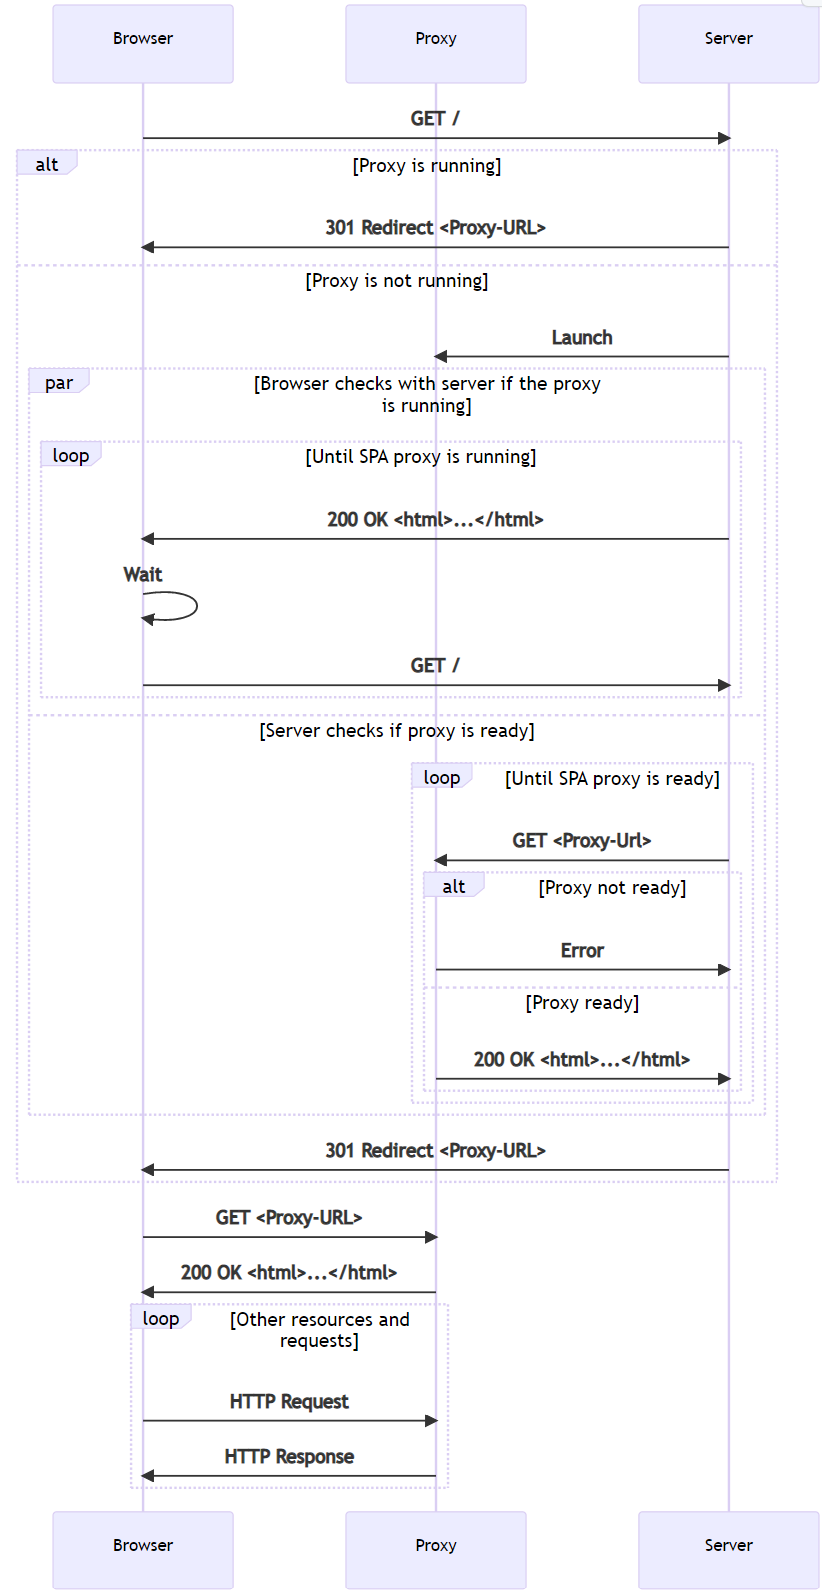 Browser
Proxy
Server
GET /
alt
[Proxy is running]
301 Redirect <Proxy-URL>
[Proxy is not running]
Launch
par
[Browser checks with server if the proxy
is running]
loop
[Until SPA proxy is running]
200 OK <html>...</html>
Wait
GET /
[Server checks if proxy is ready]
loop
[Until SPA proxy is ready]
GET <Proxy-Url>
alt
[Proxy not ready]
Error
[Proxy ready]
200 OK <html>...</html>
301 Redirect <Proxy-URL>
GET <Proxy-URL>
200 OK <html>...</html>
loop
[Other resources and
requests]
HTTP Request
HTTP Response
Browser
Proxy
Server